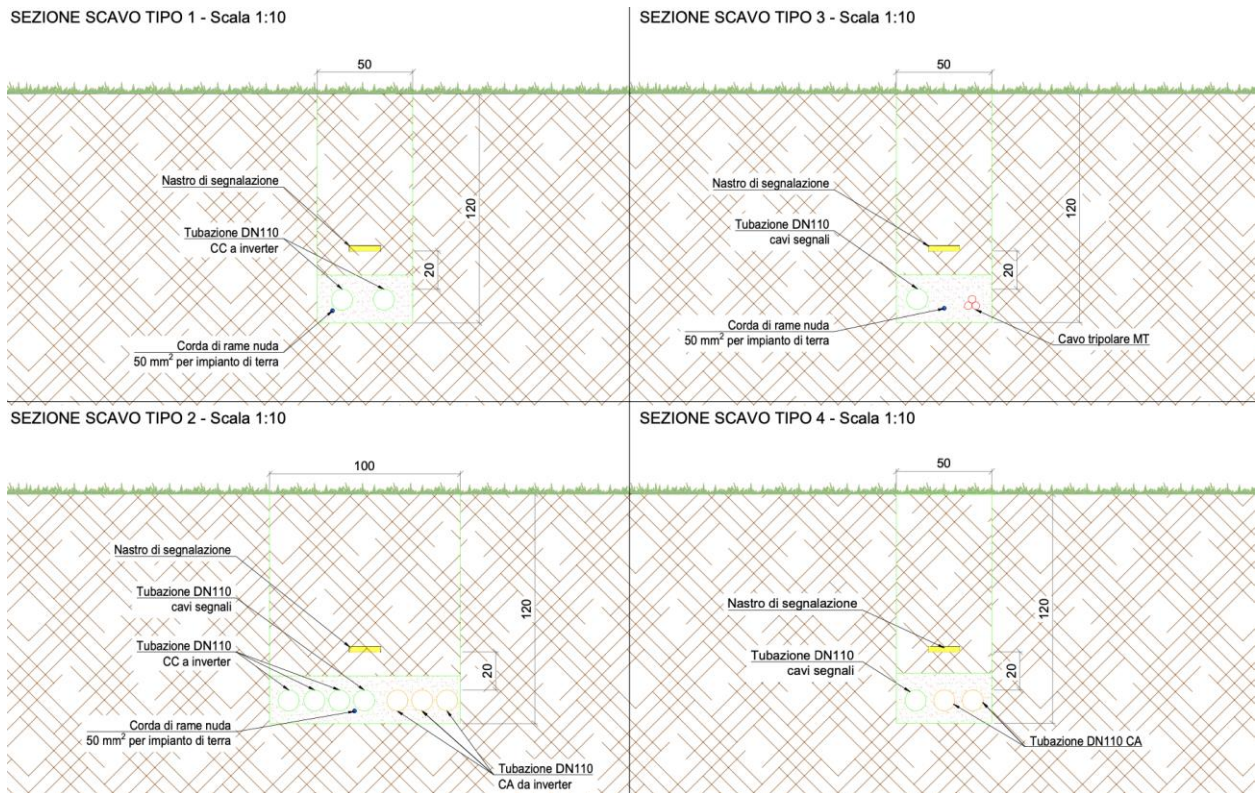 SEZIONE SCAVO TIPO 1 - Scala 1:10
50
Nastro di segnalazione
Tubazione DN110
CC a inverter
120
20
Corda di rame nuda
50 mm² per impianto di terra
SEZIONE SCAVO TIPO 3 - Scala 1:10
50
Nastro di segnalazione
Tubazione DN110
cavi segnali
120
20
Corda di rame nuda
50 mm² per impianto di terra
Cavo tripolare MT
SEZIONE SCAVO TIPO 2 - Scala 1:10
100
Nastro di segnalazione
Tubazione DN110
cavi segnali
Tubazione DN110
CC a inverter
120
20
Corda di rame nuda
50 mm² per impianto di terra
Tubazione DN110
CA da inverter
SEZIONE SCAVO TIPO 4 - Scala 1:10
50
Nastro di segnalazione
Tubazione DN110
cavi segnali
120
20
Tubazione DN110 CA